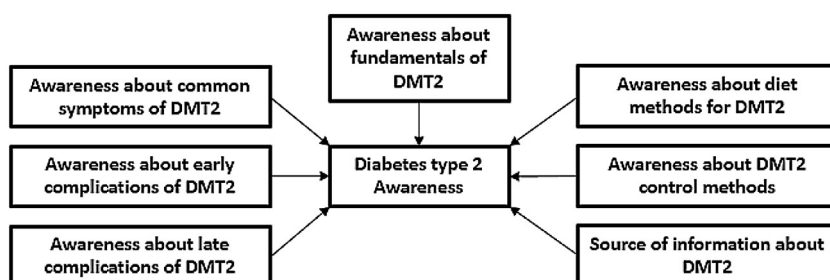 Awareness about
fundamentals of
DMT2
Awareness about common
symptoms of DMT2
Awareness about diet
methods for DMT2
Awareness about early
complications of DMT2
Diabetes type 2
Awareness
Awareness about DMT2
control methods
Awareness about late
complications of DMT2
Source of information about
DMT2